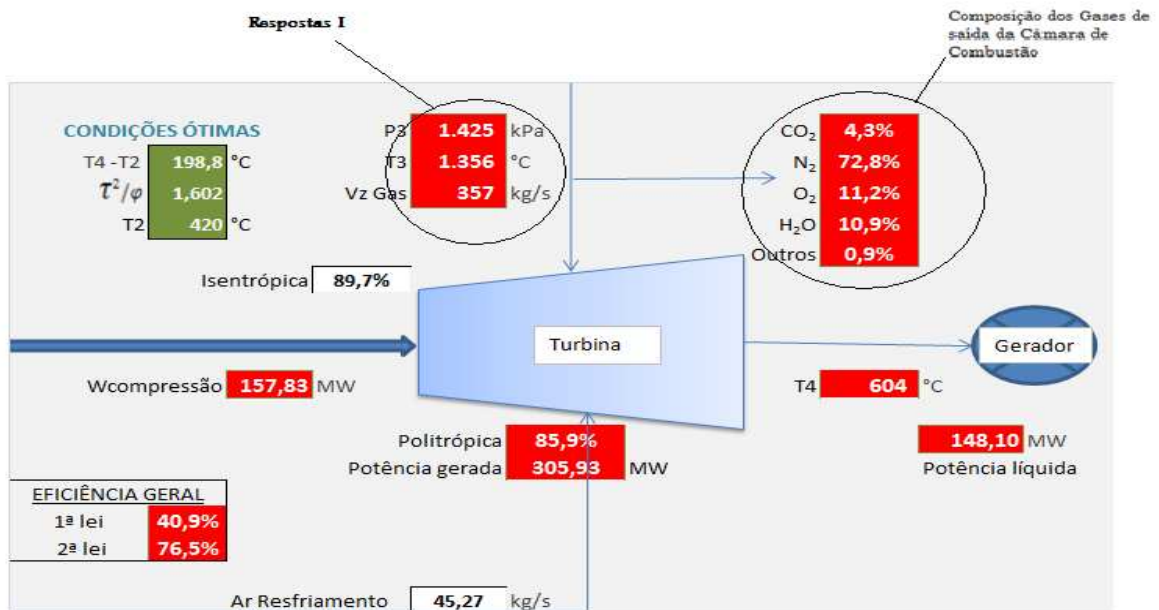 Respostas I
Composição dos Gases de
saída da Câmara de
Combustão
CONDIÇÕES ÓTIMAS
T4 -T2 198,8 °C
τ²/φ 1,602
T2 420 °C
P3 1.425 kPa
T3 1.356 °C
Vz Gas 357 kg/s
CO₂ 4,3%
N₂ 72,8%
O₂ 11,2%
H₂O 10,9%
Outros 0,9%
Isentrópica 89,7%
Turbina
Gerador
Wcompressão 157,83 MW
T4 604 °C
Politrópica 85,9%
Potência gerada 305,93 MW
148,10 MW
Potência líquida
EFICIÊNCIA GERAL
1ª lei 40,9%
2ª lei 76,5%
Ar Resfriamento 45,27 kg/s